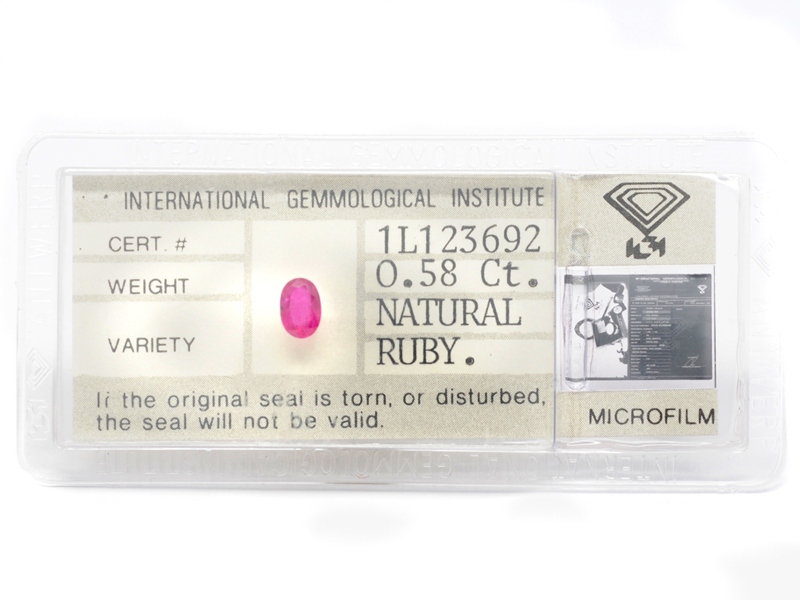 INTERNATIONAL GEMMOLOGICAL INSTITUTE
CERT. # 1L123692
WEIGHT 0.58 Ct.
VARIETY NATURAL
RUBY.
If the original seal is torn, or disturbed,
the seal will not be valid.
IGI
MICROFILM